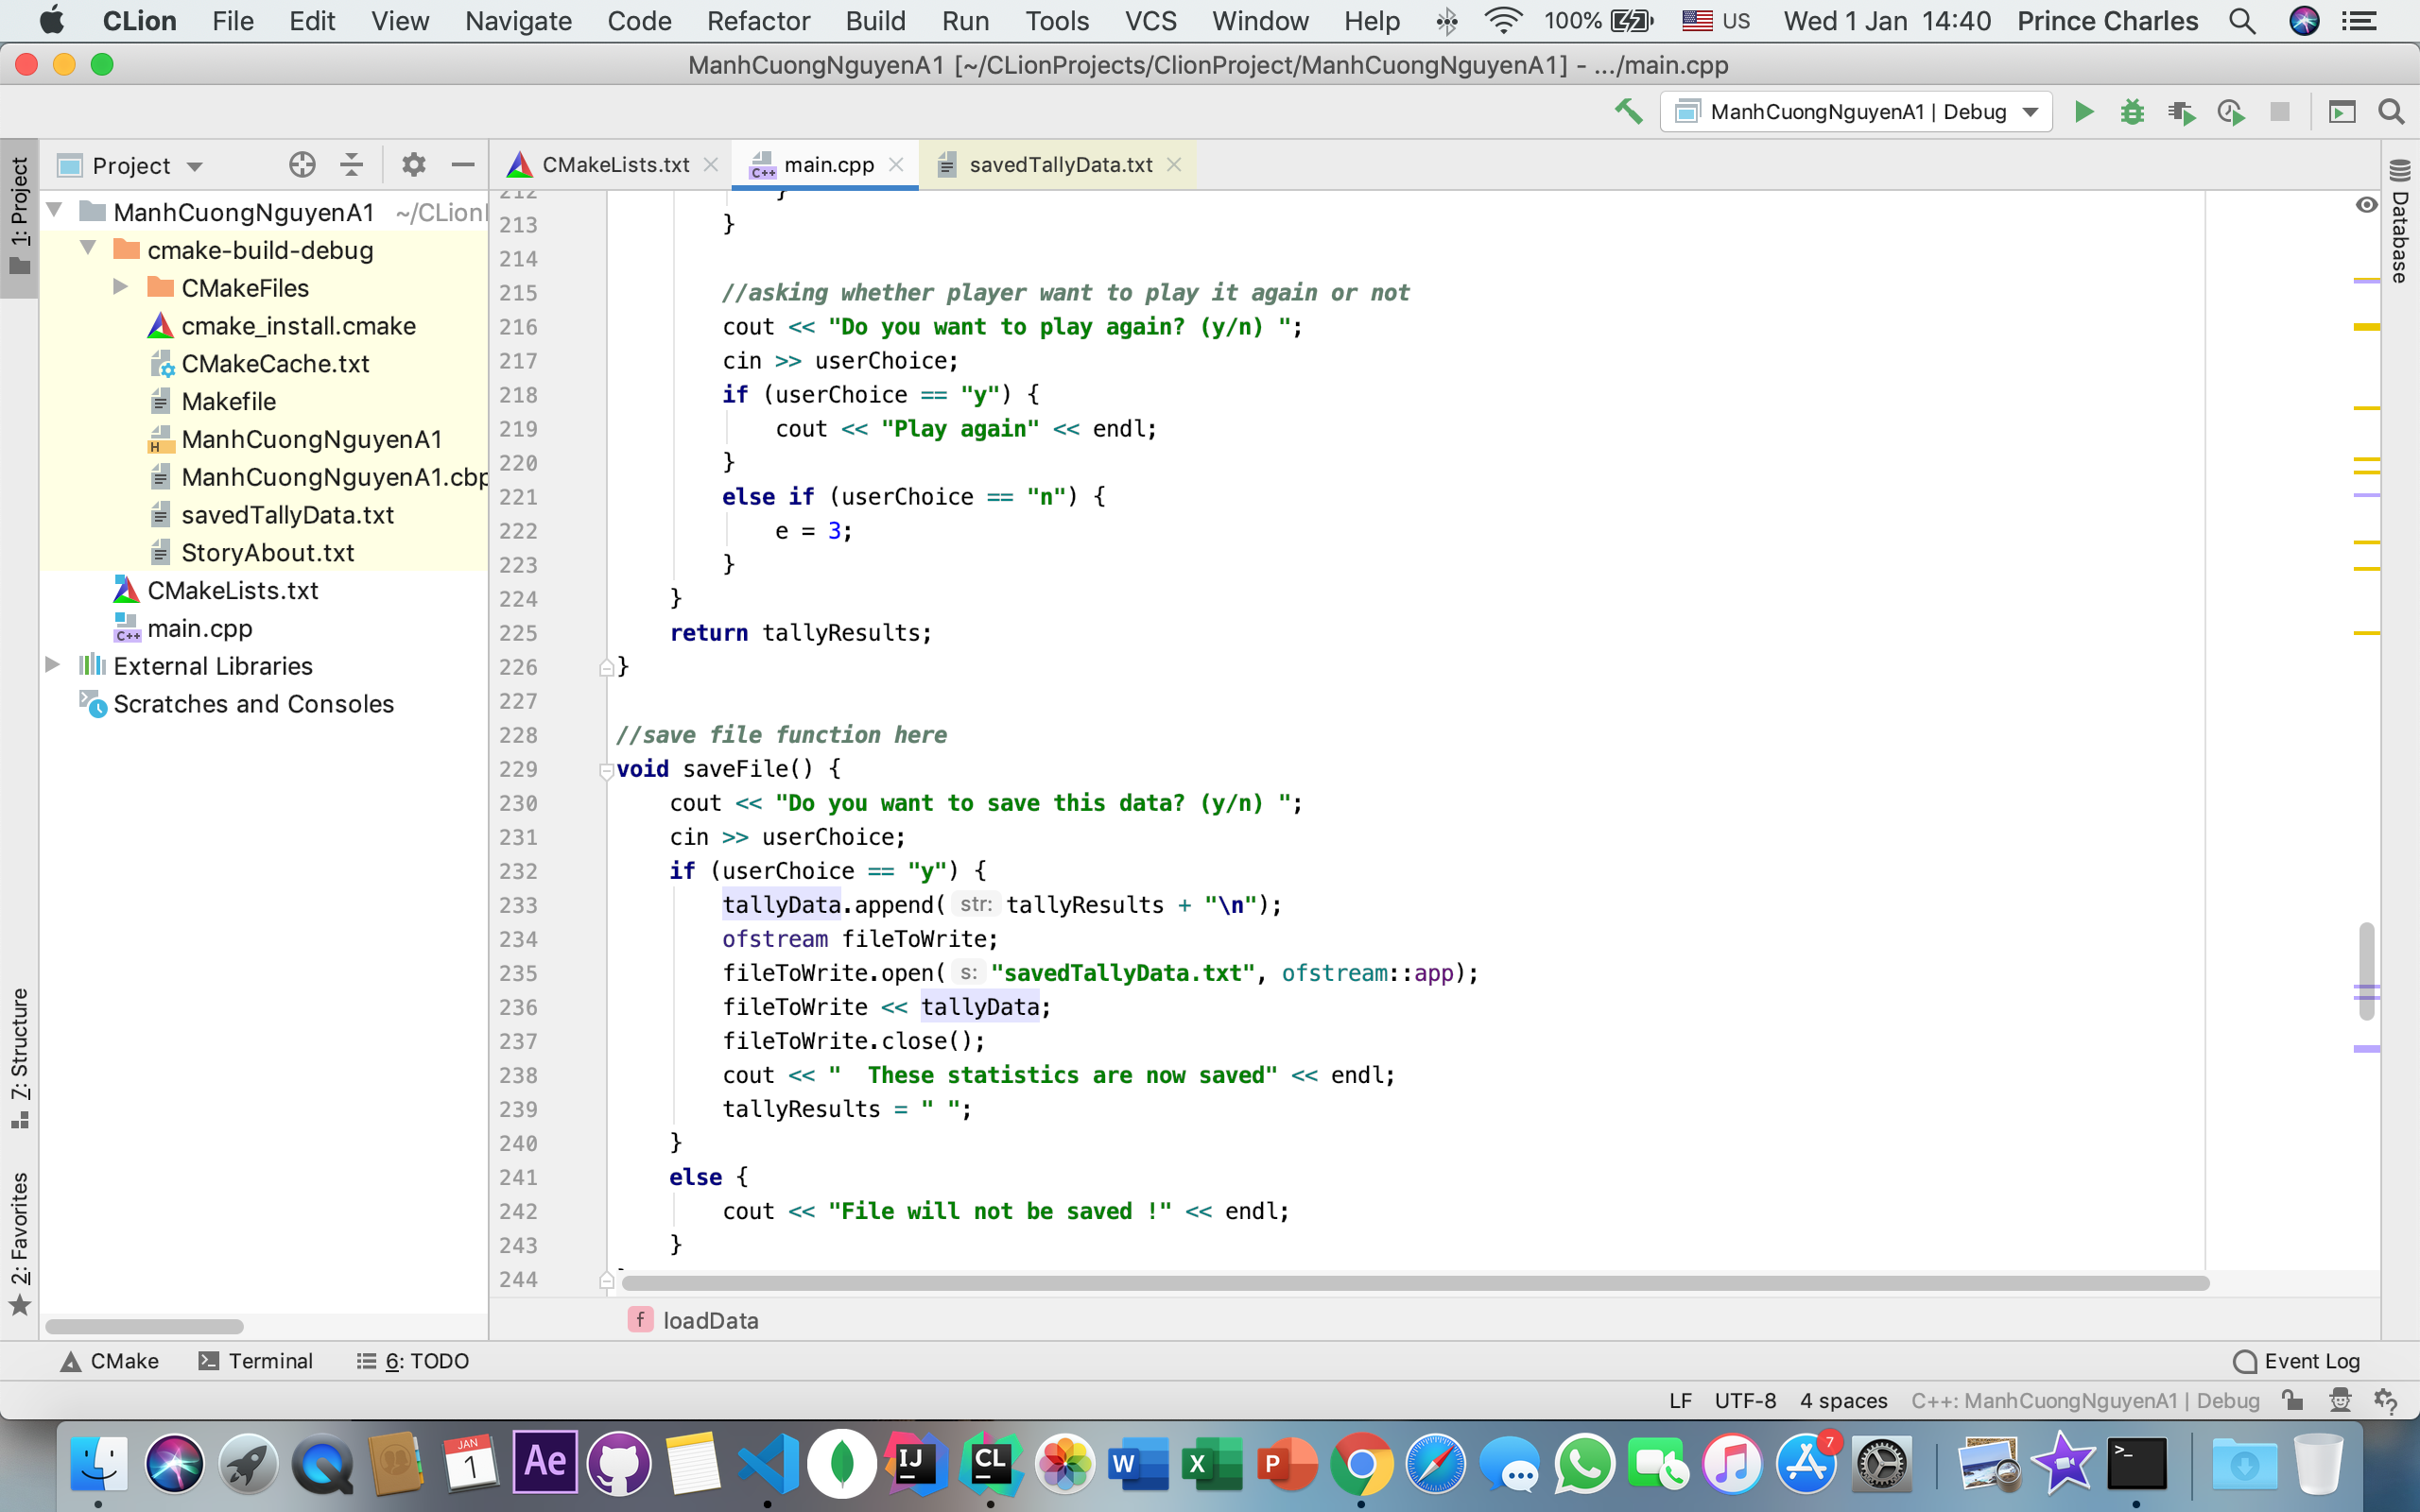 CLion File Edit View Navigate Code Refactor Build Run Tools VCS Window Help 100% US Wed 1 Jan 14:40 Prince Charles
ManhCuongNguyenA1 [~/CLionProjects/ClionProject/ManhCuongNguyenA1] - .../main.cpp
ManhCuongNguyenA1 | Debug
1: Project
Project
CMakeLists.txt
main.cpp
savedTallyData.txt
Database
ManhCuongNguyenA1 ~/CLionl
cmake-build-debug
CMakeFiles
cmake_install.cmake
CMakeCache.txt
Makefile
ManhCuongNguyenA1
ManhCuongNguyenA1.cbp
savedTallyData.txt
StoryAbout.txt
CMakeLists.txt
main.cpp
External Libraries
Scratches and Consoles
7: Structure
2: Favorites
212 }
213 }
214
215 //asking whether player want to play it again or not
216 cout << "Do you want to play again? (y/n) ";
217 cin >> userChoice;
218 if (userChoice == "y") {
219 cout << "Play again" << endl;
220 }
221 else if (userChoice == "n") {
222 e = 3;
223 }
224 }
225 return tallyResults;
226 }
227
228 //save file function here
229 void saveFile() {
230 cout << "Do you want to save this data? (y/n) ";
231 cin >> userChoice;
232 if (userChoice == "y") {
233 tallyData.append( str: tallyResults + "\n");
234 ofstream fileToWrite;
235 fileToWrite.open( s: "savedTallyData.txt", ofstream::app);
236 fileToWrite << tallyData;
237 fileToWrite.close();
238 cout << "  These statistics are now saved" << endl;
239 tallyResults = " ";
240 }
241 else {
242 cout << "File will not be saved !" << endl;
243 }
244
f loadData
CMake Terminal 6: TODO Event Log
LF UTF-8 4 spaces C++: ManhCuongNguyenA1 | Debug
JAN
1
Ae
IJ
CL
W
X
P
7